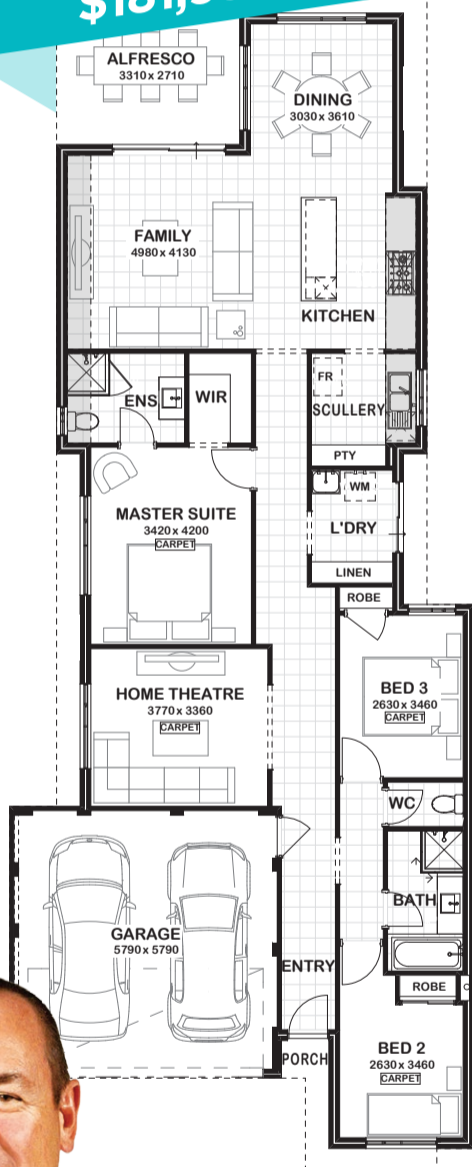 ALFRESCO
3310 x 2710
DINING
3030 x 3610
FAMILY
4980 x 4130
KITCHEN
ENS
WIR
FR
SCULLERY
PTY
MASTER SUITE
3420 x 4200
CARPET
WM
L'DRY
LINEN
ROBE
HOME THEATRE
3770 x 3360
CARPET
BED 3
2630 x 3460
CARPET
WC
BATH
GARAGE
5790 x 5790
ENTRY
ROBE
PORCH
BED 2
2630 x 3460
CARPET